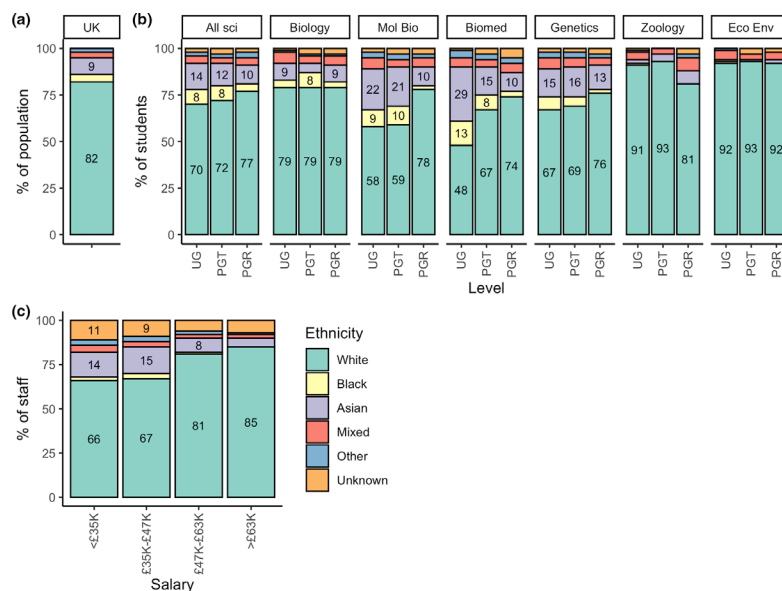 (a)
UK
% of population
100
75
50
25
0
9
82
(b)
All sci
Biology
Mol Bio
Biomed
Genetics
Zoology
Eco Env
% of students
100
75
50
25
0
14
8
70
12
8
72
10
77
9
79
8
79
9
79
22
9
58
21
10
59
10
78
29
13
48
15
8
67
10
74
15
67
16
69
13
76
91
93
81
92
93
92
UG
PGT
PGR
UG
PGT
PGR
UG
PGT
PGR
UG
PGT
PGR
UG
PGT
PGR
UG
PGT
PGR
UG
PGT
PGR
Level
(c)
% of staff
100
75
50
25
0
11
14
66
9
15
67
8
81
85
<£35K
£35K-£47K
£47K-£63K
>£63K
Salary
Ethnicity
White
Black
Asian
Mixed
Other
Unknown